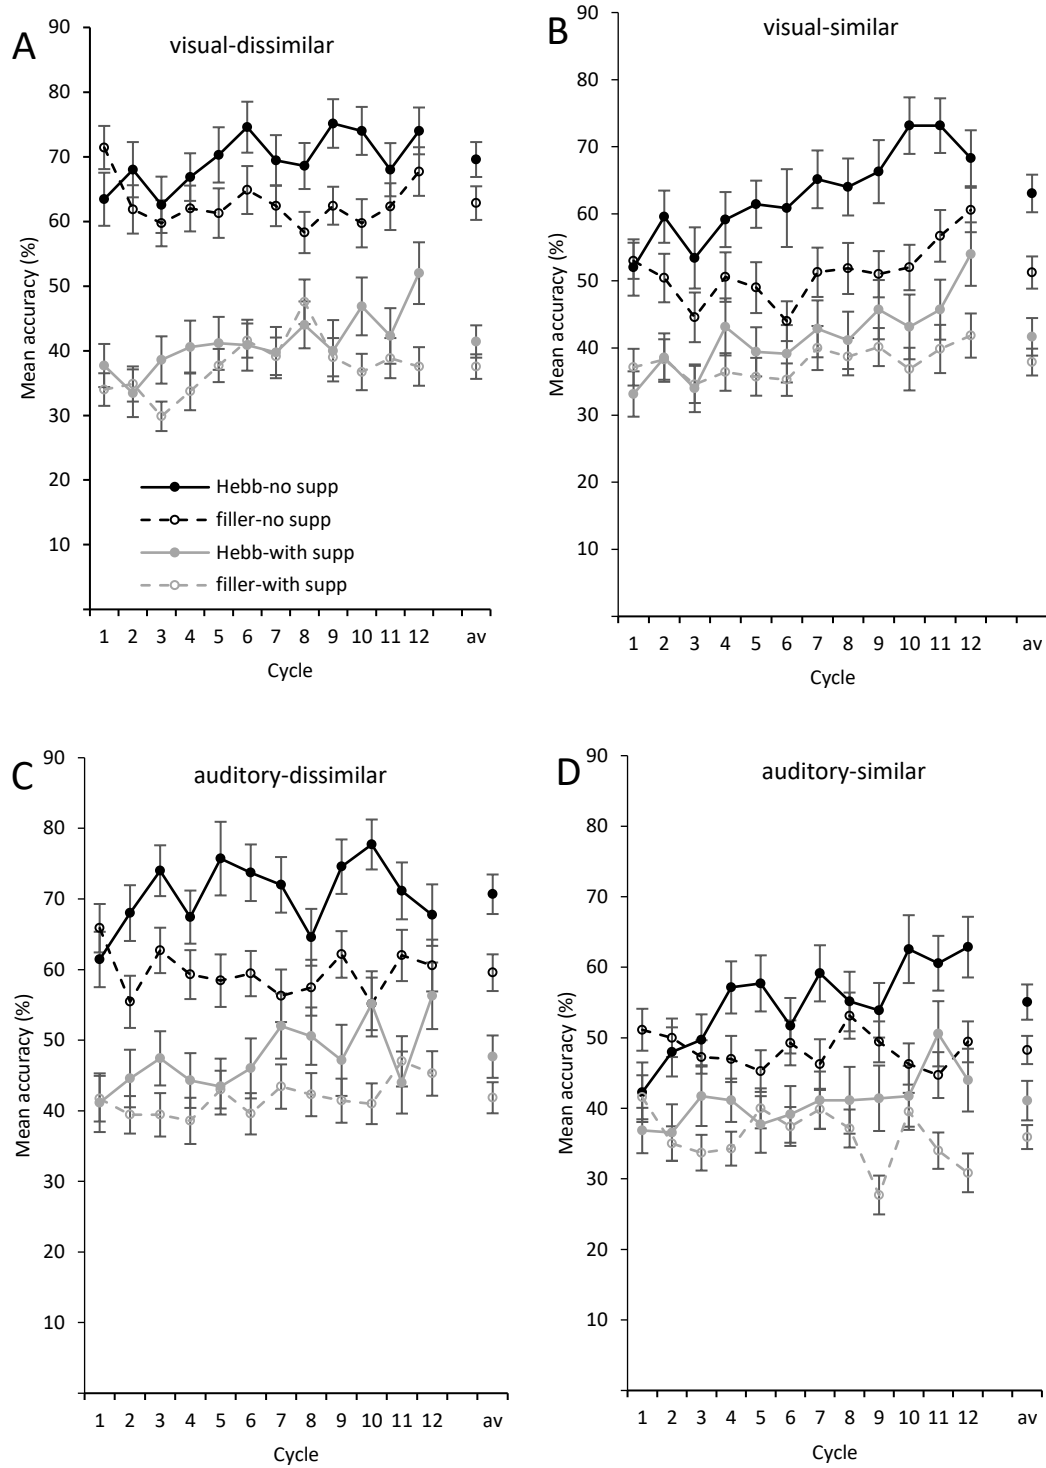 A
visual-dissimilar
90
80
70
60
50
40
30
20
10
Mean accuracy (%)
Hebb-no supp
filler-no supp
Hebb-with supp
filler-with supp
1 2 3 4 5 6 7 8 9 10 11 12 av
Cycle
B
visual-similar
90
80
70
60
50
40
30
20
10
Mean accuracy (%)
1 2 3 4 5 6 7 8 9 10 11 12 av
Cycle
C
auditory-dissimilar
90
80
70
60
50
40
30
20
10
Mean accuracy (%)
1 2 3 4 5 6 7 8 9 10 11 12 av
Cycle
D
auditory-similar
90
80
70
60
50
40
30
20
10
Mean accuracy (%)
1 2 3 4 5 6 7 8 9 10 11 12 av
Cycle